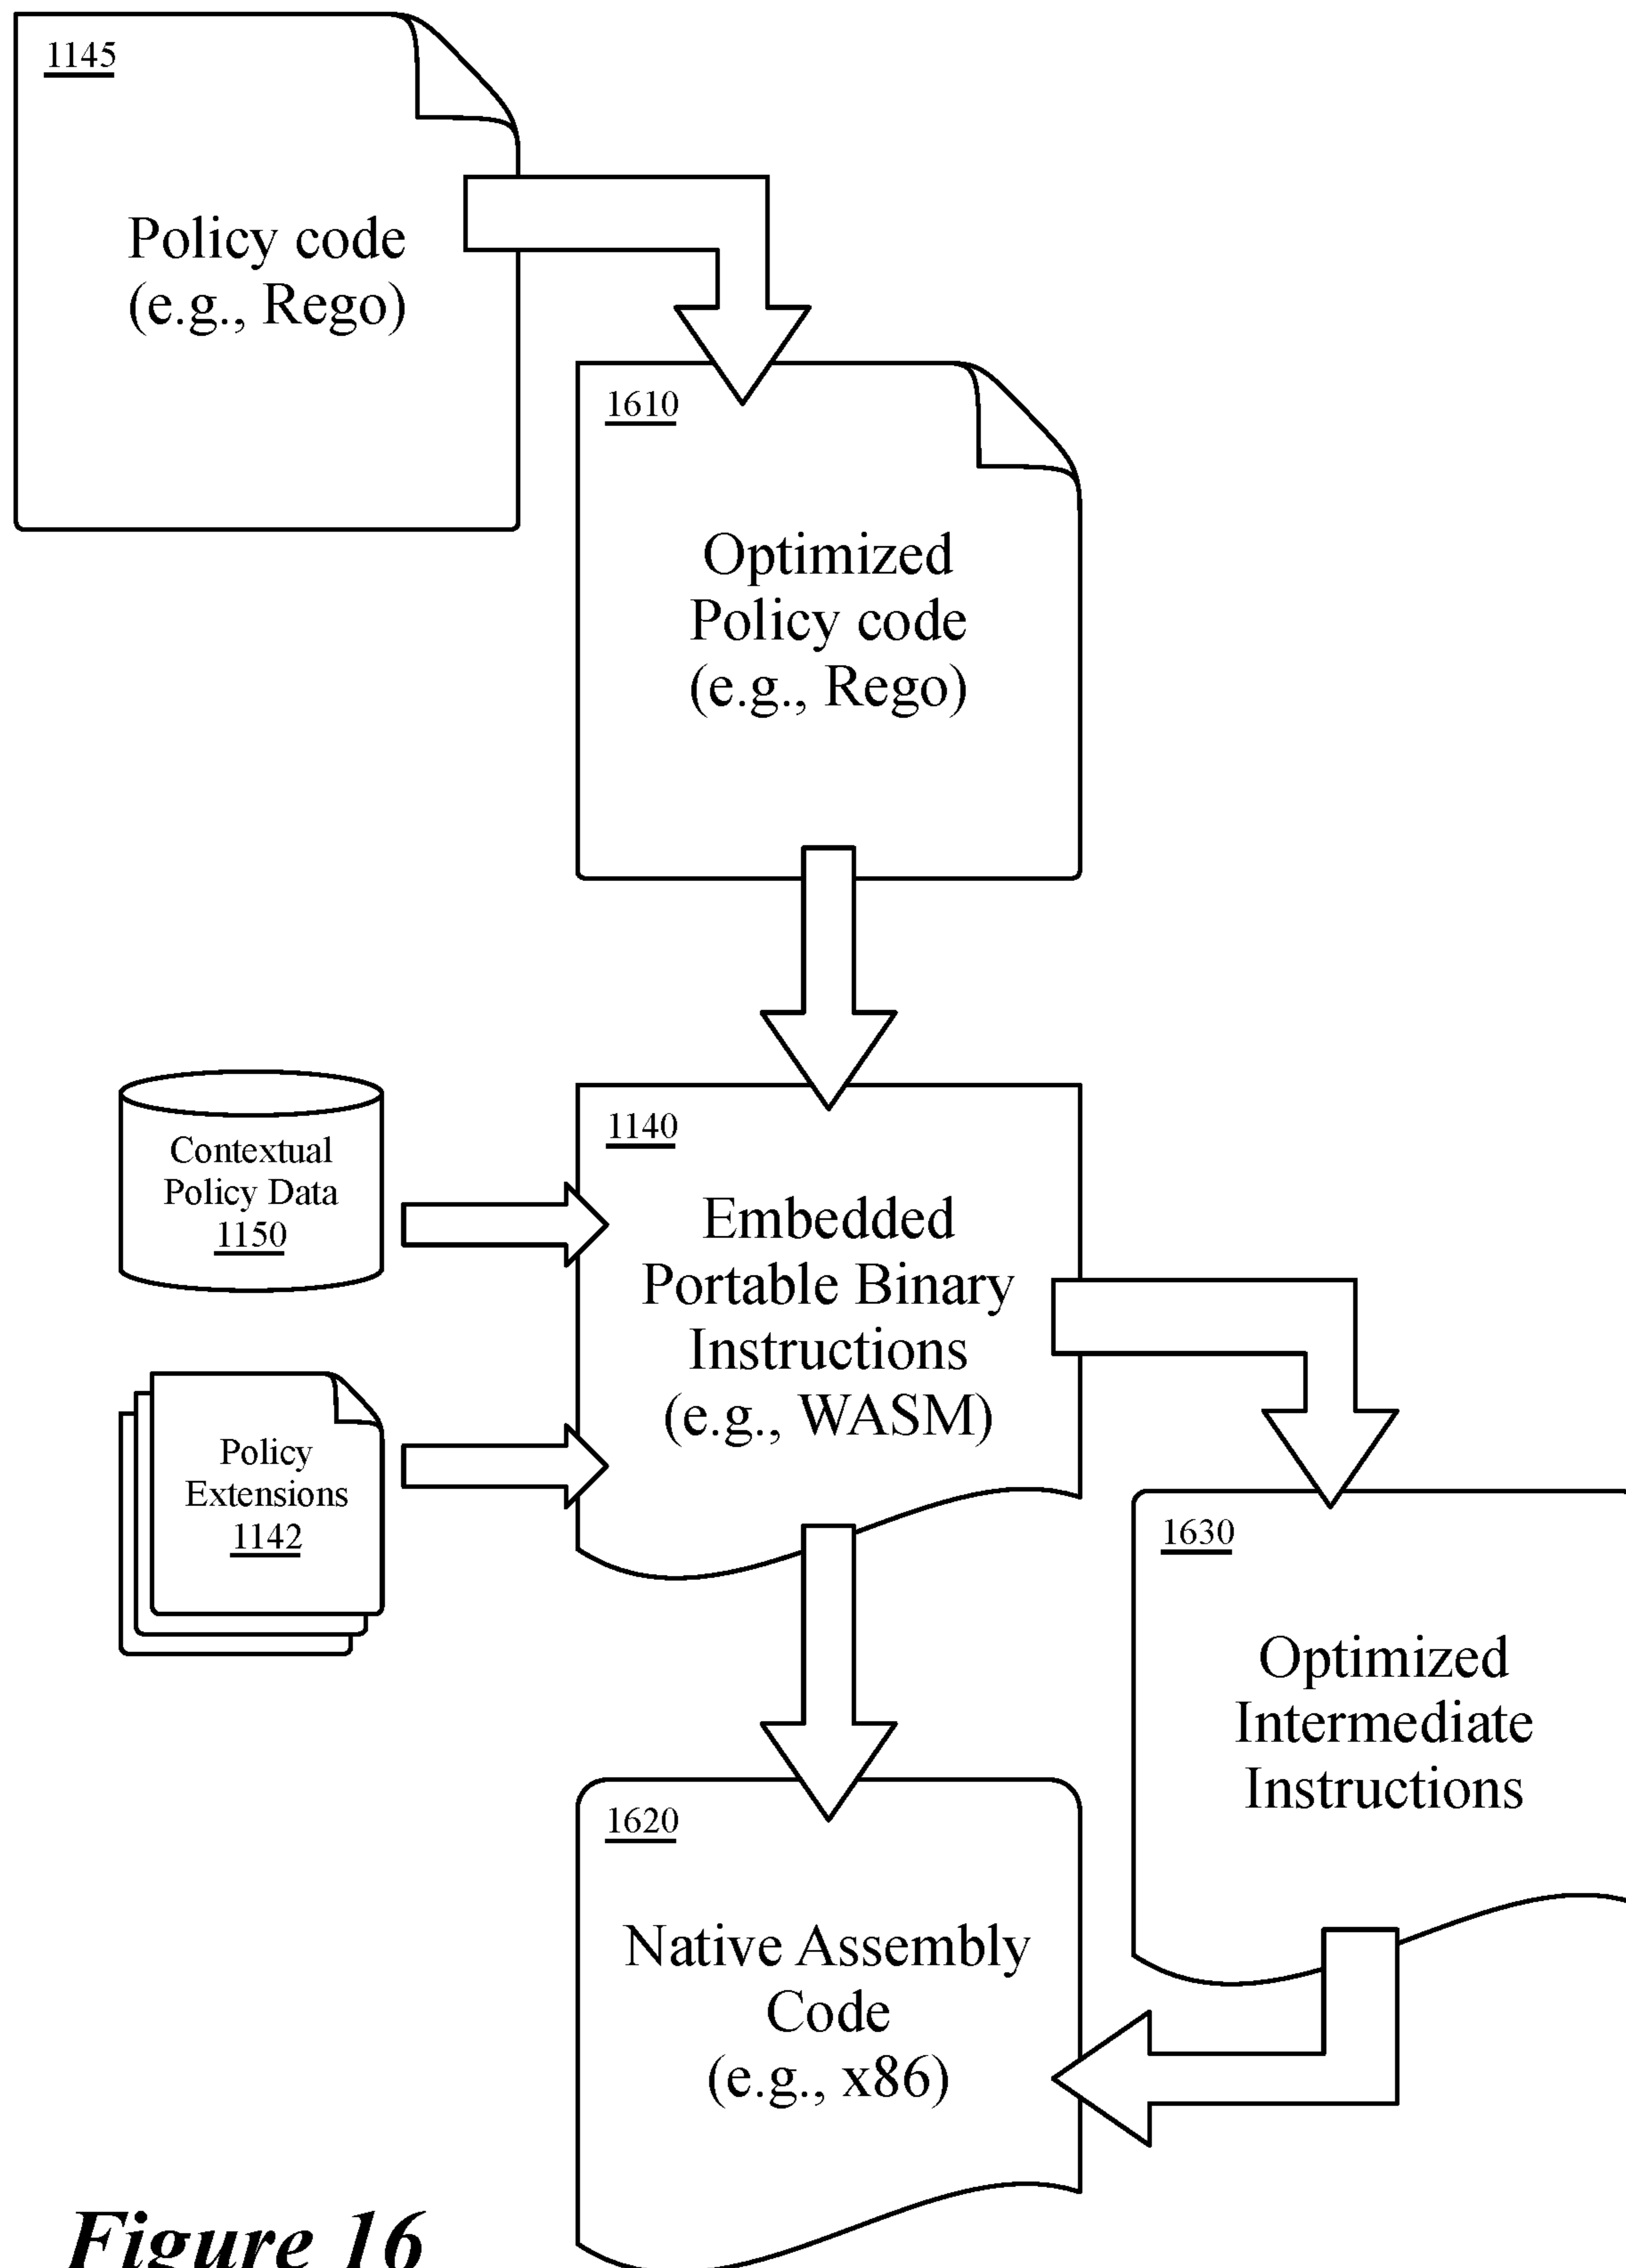 1145
Policy code
(e.g., Rego)
1610
Optimized
Policy code
(e.g., Rego)
Contextual
Policy Data
1150
1140
Embedded
Portable Binary
Instructions
(e.g., WASM)
Policy
Extensions
1142
1630
Optimized
Intermediate
Instructions
1620
Native Assembly
Code
(e.g., x86)
Figure 16